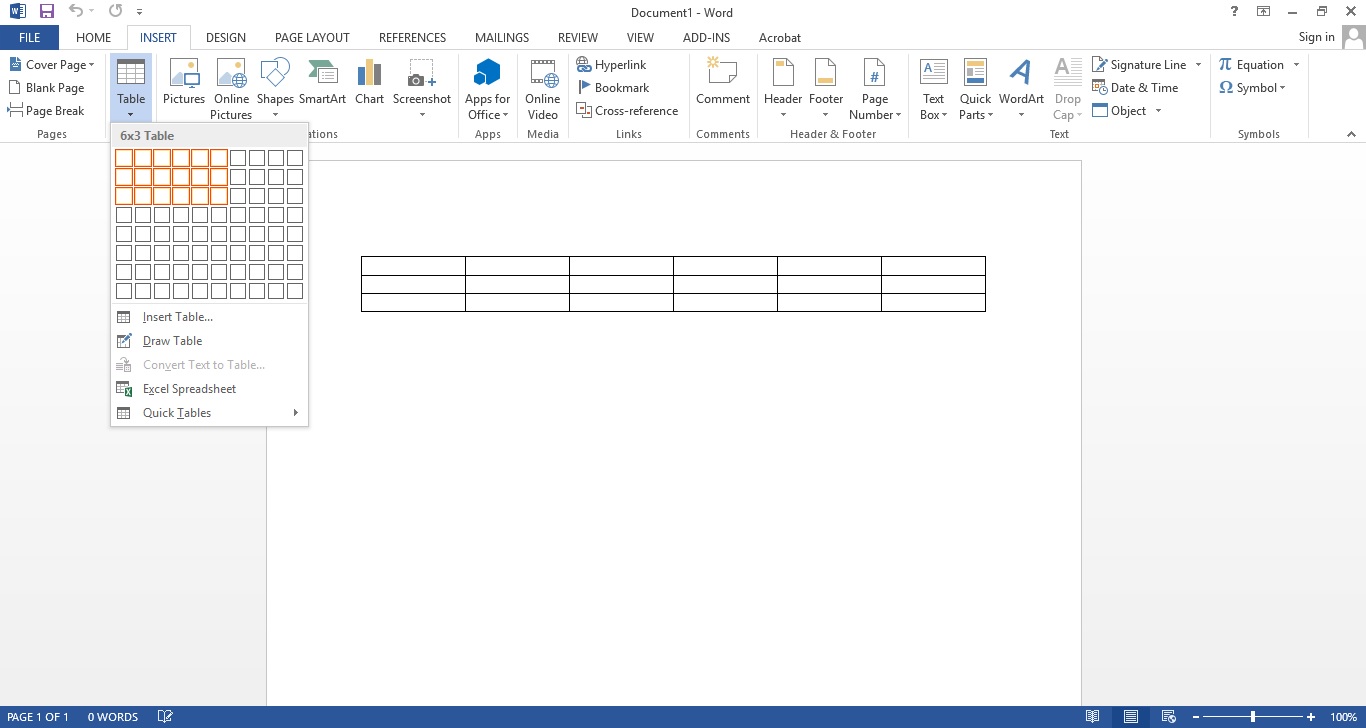 Document1 - Word
?
FILE HOME INSERT DESIGN PAGE LAYOUT REFERENCES MAILINGS REVIEW VIEW ADD-INS Acrobat Sign in
Cover Page
Blank Page
Page Break
Pages
Table
Pictures
Online
Pictures
Shapes
SmartArt
Chart
Screenshot
ations
Apps for
Office
Apps
Online
Video
Media
Hyperlink
Bookmark
Cross-reference
Links
Comment
Comments
Header
Footer
Page
Number
Header & Footer
Text
Box
Quick
Parts
WordArt
Drop
Cap
Signature Line
Date & Time
Object
Text
Equation
Symbol
Symbols
6x3 Table
Insert Table...
Draw Table
Convert Text to Table...
Excel Spreadsheet
Quick Tables
PAGE 1 OF 1 0 WORDS 100%